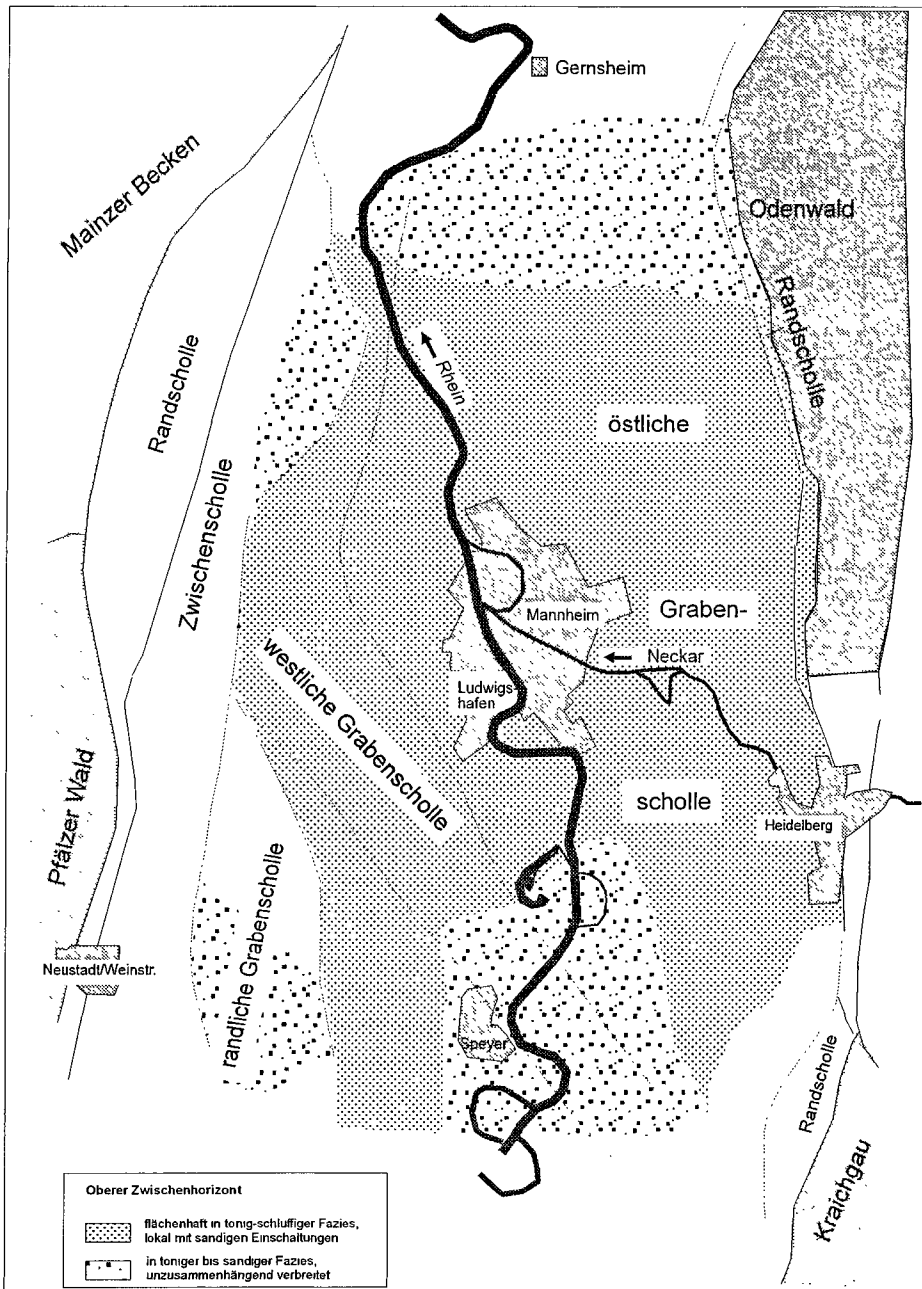 Gernsheim
Mainzer Becken
Odenwald
Randscholle
Randscholle
Rhein
östliche
Zwischenscholle
Mannheim
Graben-
Neckar
westliche Grabenscholle
Ludwigs-
hafen
scholle
Heidelberg
Pfälzer Wald
randliche Grabenscholle
Neustadt/Weinstr.
Speyer
Randscholle
Kraichgau
Oberer Zwischenhorizont
flächenhaft in tonig-schluffiger Fazies,
lokal mit sandigen Einschaltungen
in toniger bis sandiger Fazies,
unzusammenhängend verbreitet